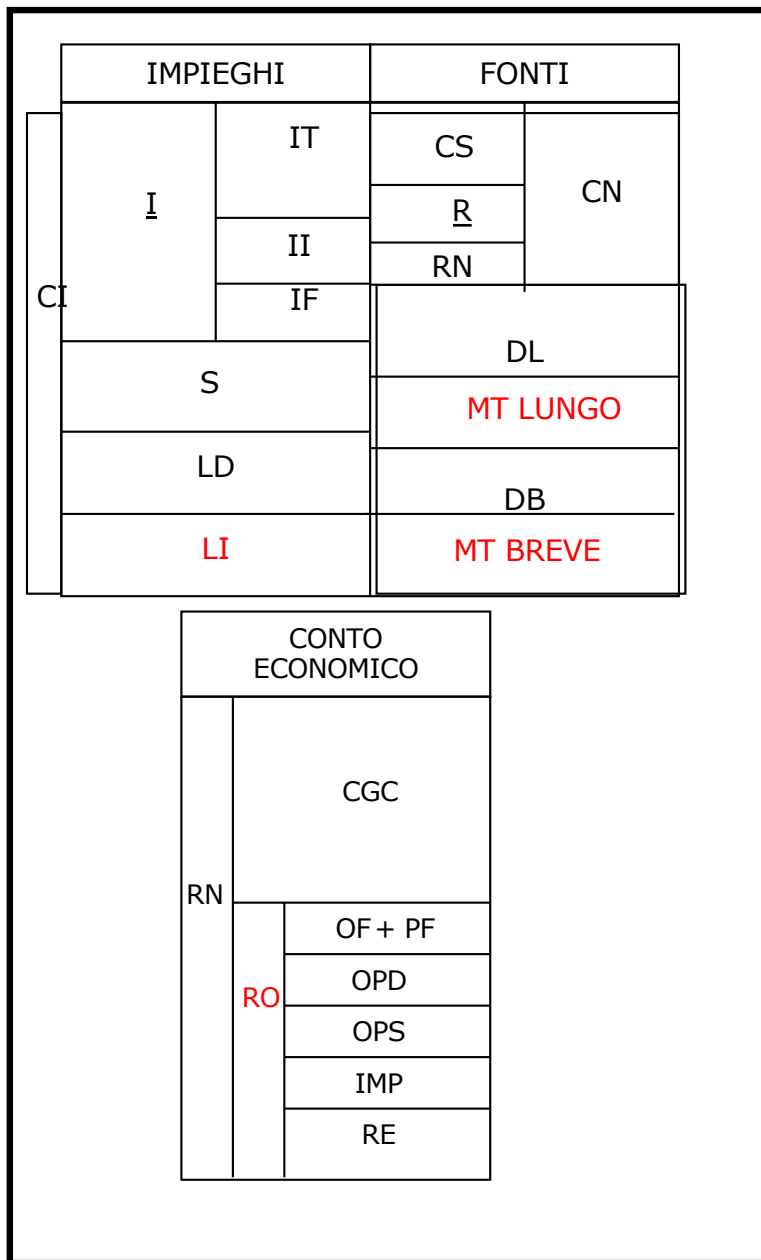 IMPIEGHI
FONTI
CI
I
IT
II
IF
S
LD
LI
CS
R
RN
CN
DL
MT LUNGO
DB
MT BREVE
CONTO
ECONOMICO
RN
CGC
RO
OF + PF
OPD
OPS
IMP
RE